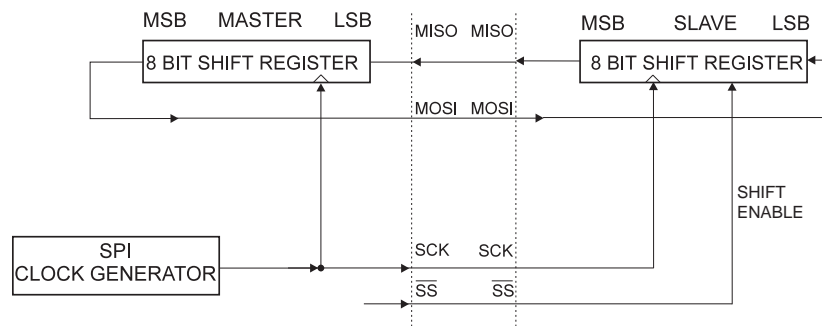 MSB MASTER LSB
MISO MISO
MSB SLAVE LSB
8 BIT SHIFT REGISTER
8 BIT SHIFT REGISTER
MOSI MOSI
SHIFT
ENABLE
SPI
CLOCK GENERATOR
SCK SCK
SS SS